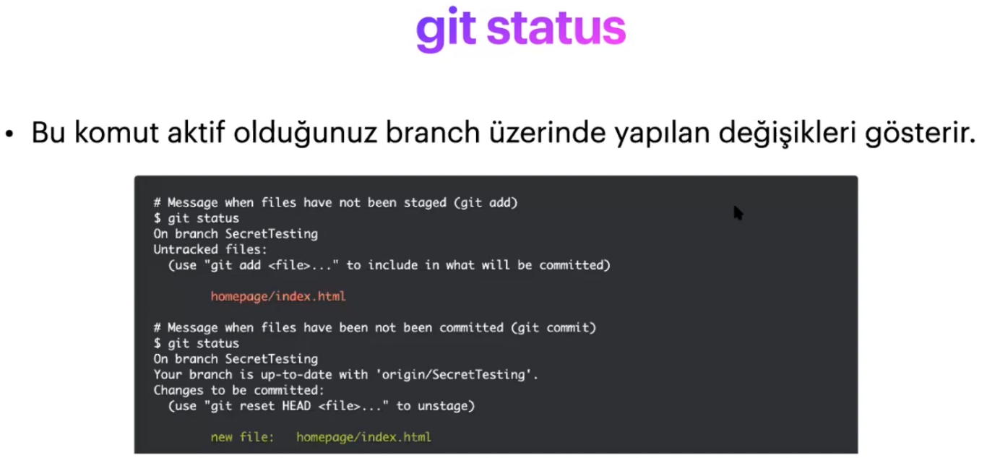 git status
• Bu komut aktif olduğunuz branch üzerinde yapılan değişikleri gösterir.
# Message when files have not been staged (git add)
$ git status
On branch SecretTesting
Untracked files:
  (use "git add <file>..." to include in what will be committed)
        homepage/index.html
# Message when files have been not been committed (git commit)
$ git status
On branch SecretTesting
Your branch is up-to-date with 'origin/SecretTesting'.
Changes to be committed:
  (use "git reset HEAD <file>..." to unstage)
        new file:   homepage/index.html